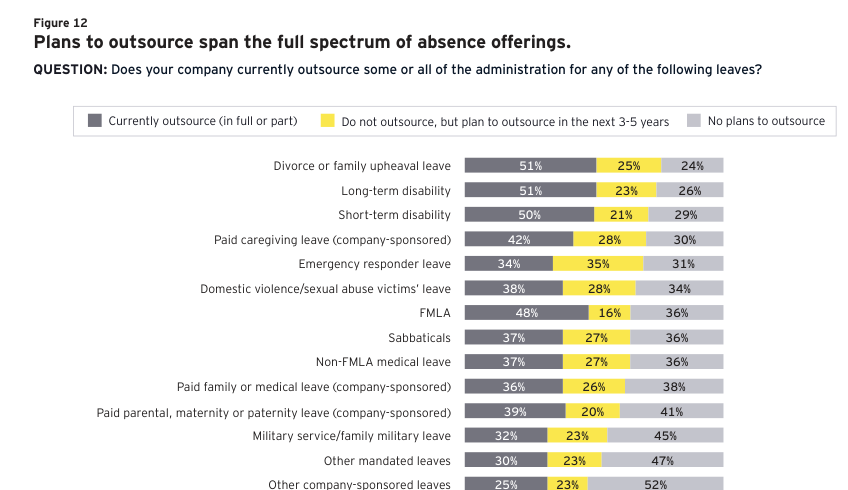 Figure 12
Plans to outsource span the full spectrum of absence offerings.
QUESTION: Does your company currently outsource some or all of the administration for any of the following leaves?
Currently outsource (in full or part) Do not outsource, but plan to outsource in the next 3-5 years No plans to outsource
Divorce or family upheaval leave 51% 25% 24%
Long-term disability 51% 23% 26%
Short-term disability 50% 21% 29%
Paid caregiving leave (company-sponsored) 42% 28% 30%
Emergency responder leave 34% 35% 31%
Domestic violence/sexual abuse victims' leave 38% 28% 34%
FMLA 48% 16% 36%
Sabbaticals 37% 27% 36%
Non-FMLA medical leave 37% 27% 36%
Paid family or medical leave (company-sponsored) 36% 26% 38%
Paid parental, maternity or paternity leave (company-sponsored) 39% 20% 41%
Military service/family military leave 32% 23% 45%
Other mandated leaves 30% 23% 47%
Other company-sponsored leaves 25% 23% 52%